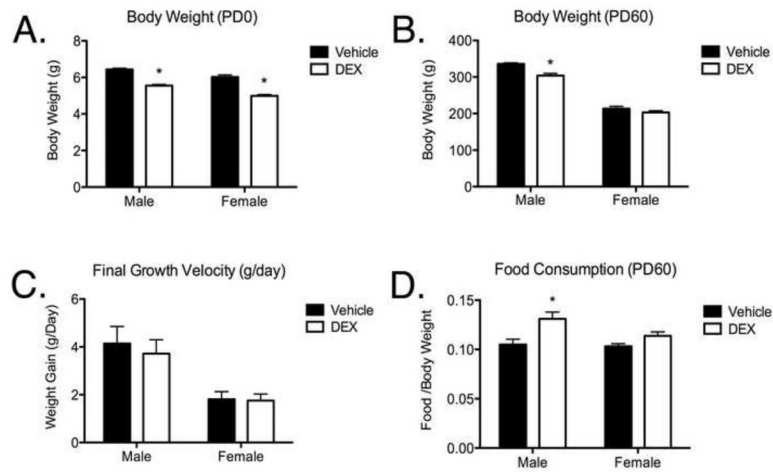 A.
Body Weight (PD0)
Body Weight (g)
8
6
4
2
0
*
*
Male
Female
Vehicle
DEX
B.
Body Weight (PD60)
Body Weight (g)
400
300
200
100
0
*
Male
Female
Vehicle
DEX
C.
Final Growth Velocity (g/day)
Weight Gain (g/Day)
6
4
2
0
Male
Female
Vehicle
DEX
D.
Food Consumption (PD60)
Food /Body Weight
0.15
0.10
0.05
0.00
*
Male
Female
Vehicle
DEX